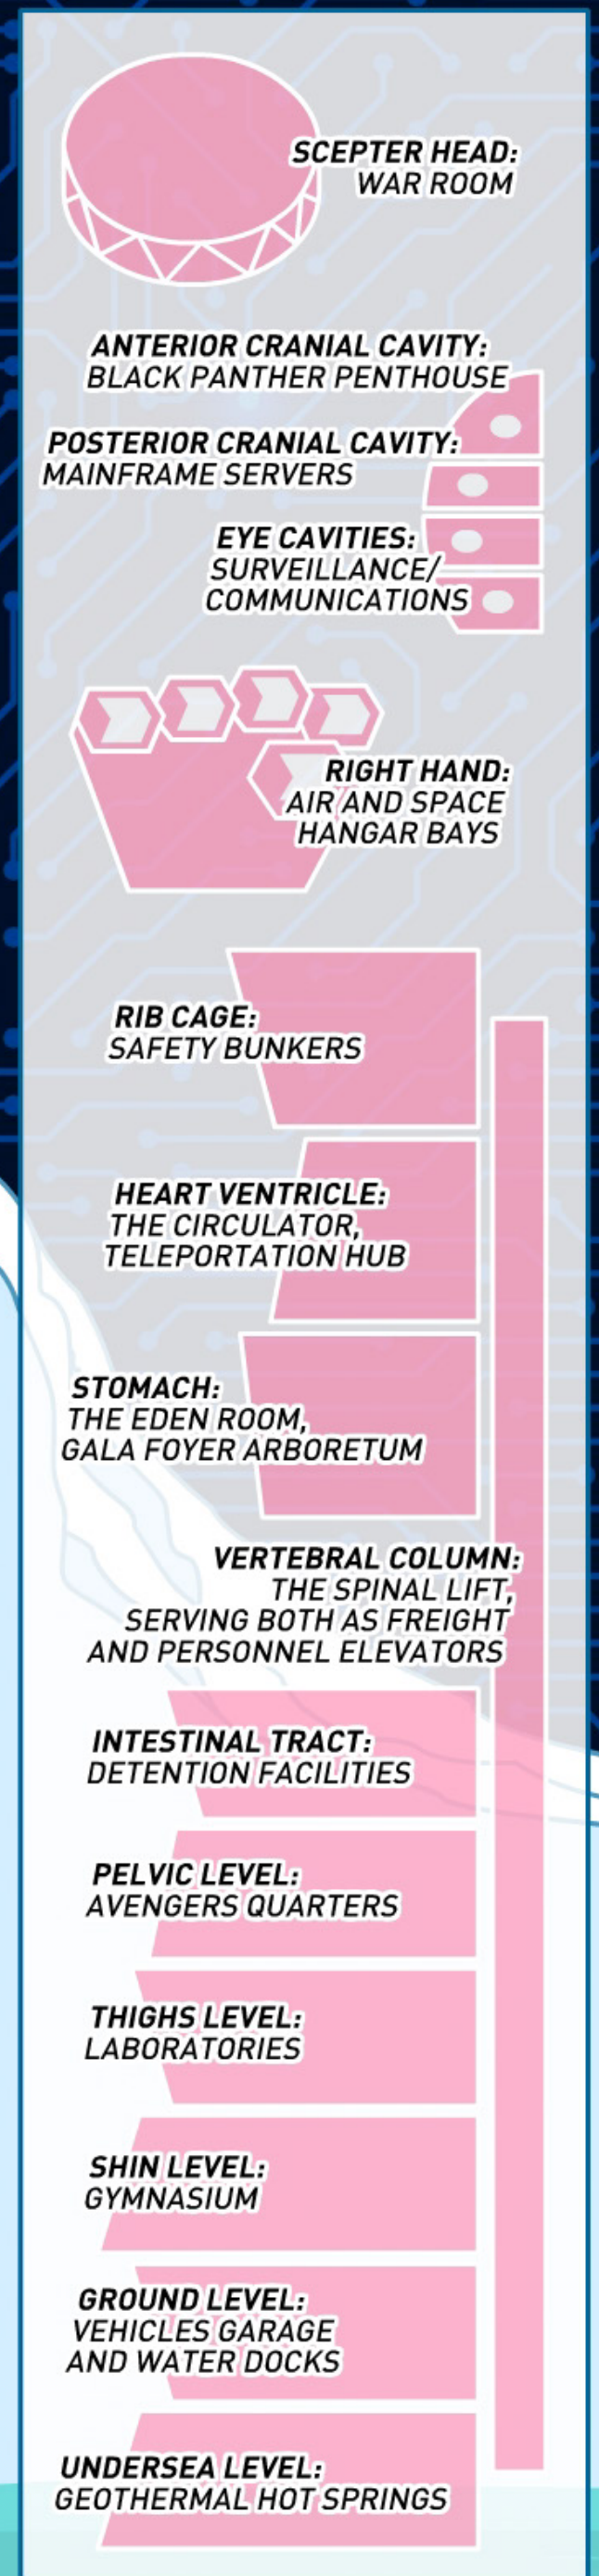 SCEPTER HEAD:
WAR ROOM
ANTERIOR CRANIAL CAVITY:
BLACK PANTHER PENTHOUSE
POSTERIOR CRANIAL CAVITY:
MAINFRAME SERVERS
EYE CAVITIES:
SURVEILLANCE/
COMMUNICATIONS
RIGHT HAND:
AIR AND SPACE
HANGAR BAYS
RIB CAGE:
SAFETY BUNKERS
HEART VENTRICLE:
THE CIRCULATOR,
TELEPORTATION HUB
STOMACH:
THE EDEN ROOM,
GALA FOYER ARBORETUM
VERTEBRAL COLUMN:
THE SPINAL LIFT,
SERVING BOTH AS FREIGHT
AND PERSONNEL ELEVATORS
INTESTINAL TRACT:
DETENTION FACILITIES
PELVIC LEVEL:
AVENGERS QUARTERS
THIGHS LEVEL:
LABORATORIES
SHIN LEVEL:
GYMNASIUM
GROUND LEVEL:
VEHICLES GARAGE
AND WATER DOCKS
UNDERSEA LEVEL:
GEOTHERMAL HOT SPRINGS